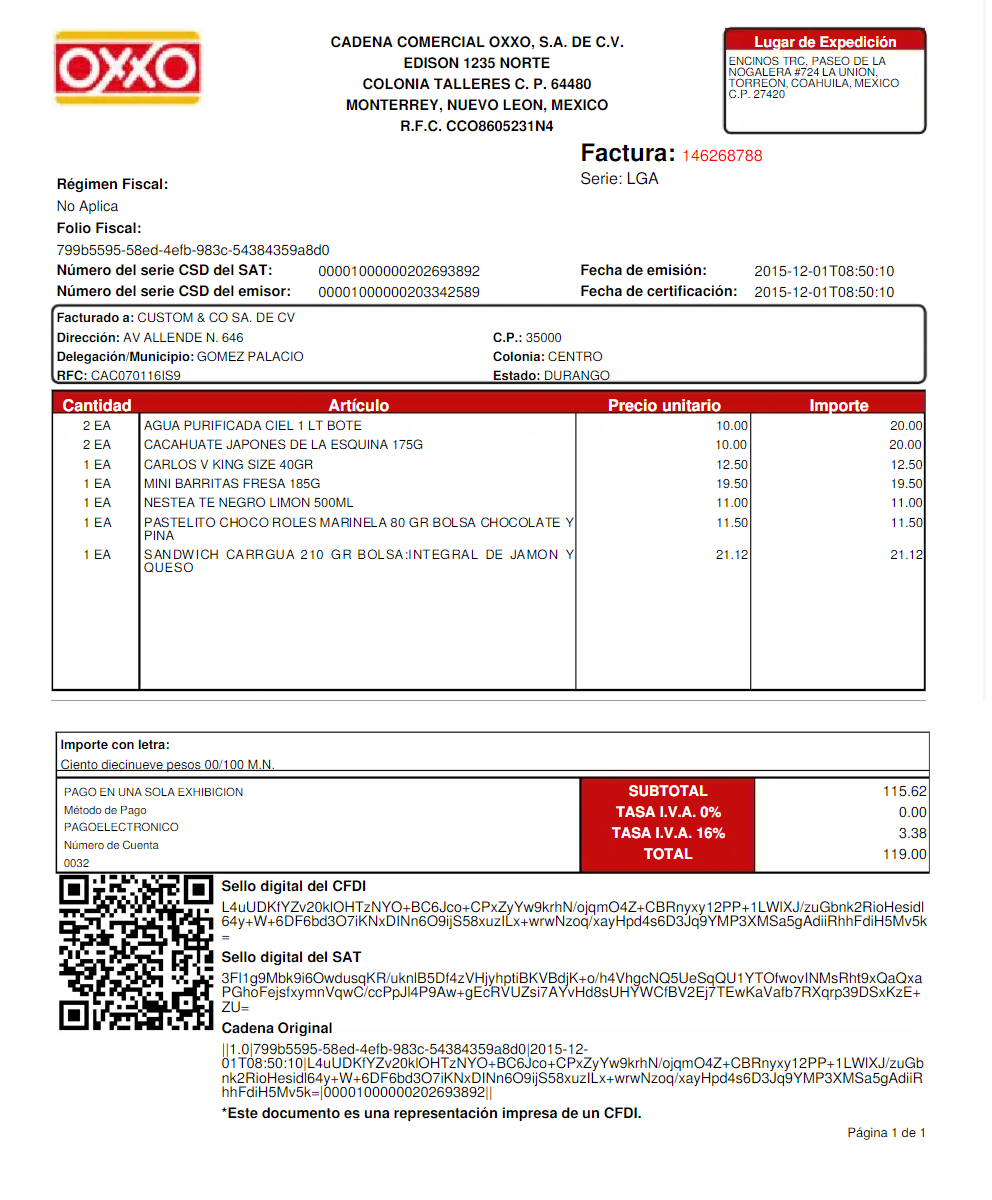 OXXO
CADENA COMERCIAL OXXO, S.A. DE C.V.
EDISON 1235 NORTE
COLONIA TALLERES C. P. 64480
MONTERREY, NUEVO LEON, MEXICO
R.F.C. CCO8605231N4
Lugar de Expedición
ENCINOS TRC, PASEO DE LA
NOGALERA #724 LA UNION,
TORREON, COAHUILA, MEXICO
C.P. 27420
Factura: 146268788
Serie: LGA
Régimen Fiscal:
No Aplica
Folio Fiscal:
799b5595-58ed-4efb-983c-54384359a8d0
Número del serie CSD del SAT: 00001000000202693892 Fecha de emisión: 2015-12-01T08:50:10
Número del serie CSD del emisor: 00001000000203342589 Fecha de certificación: 2015-12-01T08:50:10
Facturado a: CUSTOM & CO SA. DE CV
Dirección: AV ALLENDE N. 646 C.P.: 35000
Delegación/Municipio: GOMEZ PALACIO Colonia: CENTRO
RFC: CAC070116IS9 Estado: DURANGO
Cantidad Artículo Precio unitario Importe
2 EA AGUA PURIFICADA CIEL 1 LT BOTE 10.00 20.00
2 EA CACAHUATE JAPONES DE LA ESQUINA 175G 10.00 20.00
1 EA CARLOS V KING SIZE 40GR 12.50 12.50
1 EA MINI BARRITAS FRESA 185G 19.50 19.50
1 EA NESTEA TE NEGRO LIMON 500ML 11.00 11.00
1 EA PASTELITO CHOCO ROLES MARINELA 80 GR BOLSA CHOCOLATE Y 11.50 11.50
PINA
1 EA SANDWICH CARRGUA 210 GR BOLSA:INTEGRAL DE JAMON Y 21.12 21.12
QUESO
Importe con letra:
Ciento diecinueve pesos 00/100 M.N.
PAGO EN UNA SOLA EXHIBICION
Método de Pago
PAGOELECTRONICO
Número de Cuenta
0032
SUBTOTAL 115.62
TASA I.V.A. 0% 0.00
TASA I.V.A. 16% 3.38
TOTAL 119.00
Sello digital del CFDI
L4uUDKfYZv20klOHTzNYO+BC6Jco+CPxZyYw9krhN/ojqmO4Z+CBRnyxy12PP+1LWlXJ/zuGbnk2RioHesidl
64y+W+6DF6bd3O7iKNxDINn6O9ijS58xuzILx+wrwNzoq/xayHpd4s6D3Jq9YMP3XMSa5gAdiiRhhFdiH5Mv5k
=
Sello digital del SAT
3FI1g9Mbk9i6OwdusqKR/uknlB5Df4zVHjyhptiBKVBdjK+o/h4VhgcNQ5UeSqQU1YTOfwovINMsRht9xQaQxa
PGhoFejsfxymnVqwC/ccPpJl4P9Aw+gEcRVUZsi7AYvHd8sUHYWCfBV2Ej7TEwKaVafb7RXqrp39DSxKzE+
ZU=
Cadena Original
||1.0|799b5595-58ed-4efb-983c-54384359a8d0|2015-12-
01T08:50:10|L4uUDKfYZv20klOHTzNYO+BC6Jco+CPxZyYw9krhN/ojqmO4Z+CBRnyxy12PP+1LWlXJ/zuGb
nk2RioHesidl64y+W+6DF6bd3O7iKNxDINn6O9ijS58xuzILx+wrwNzoq/xayHpd4s6D3Jq9YMP3XMSa5gAdiiR
hhFdiH5Mv5k=|00001000000202693892||
*Este documento es una representación impresa de un CFDI.
Página 1 de 1